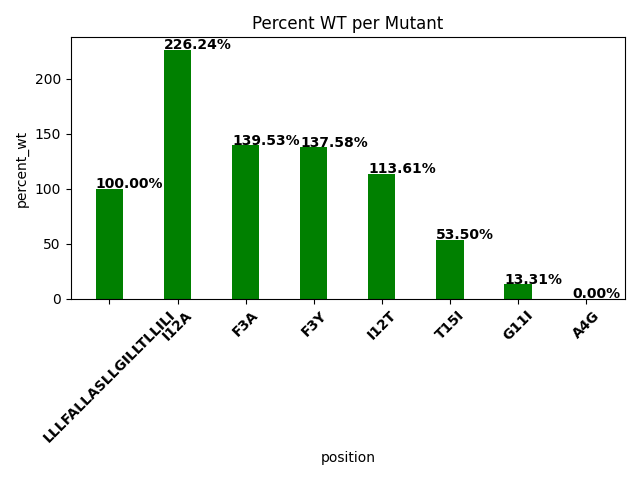 Percent WT per Mutant
percent_wt
200
150
100
50
0
100.00%
226.24%
139.53%
137.58%
113.61%
53.50%
13.31%
0.00%
LLLFALLASLLGILLTLLILI
I12A
F3A
F3Y
I12T
T15I
G11I
A4G
position